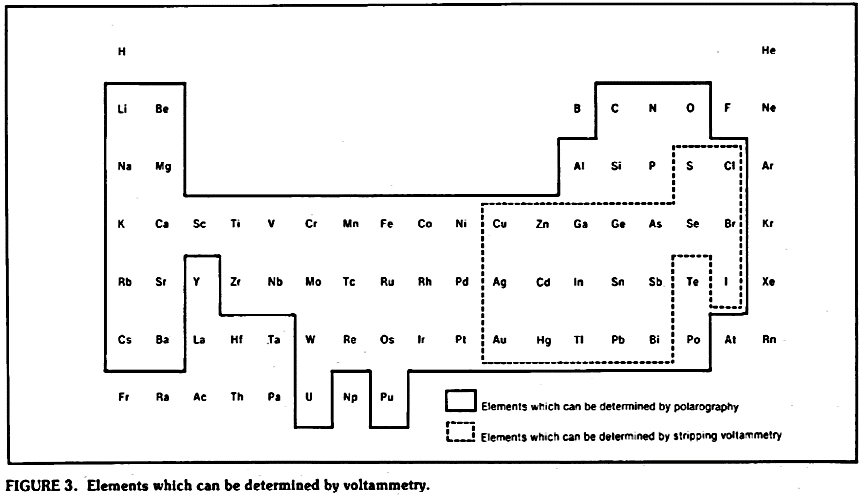 H He
Li Be B C N O F Ne
Na Mg Al Si P S Cl Ar
K Ca Sc Ti V Cr Mn Fe Co Ni Cu Zn Ga Ge As Se Br Kr
Rb Sr Y Zr Nb Mo Tc Ru Rh Pd Ag Cd In Sn Sb Te I Xe
Cs Ba La Hf Ta W Re Os Ir Pt Au Hg Tl Pb Bi Po At Rn
Fr Ra Ac Th Pa U Np Pu
Elements which can be determined by polarography
Elements which can be determined by stripping voltammetry
FIGURE 3. Elements which can be determined by voltammetry.